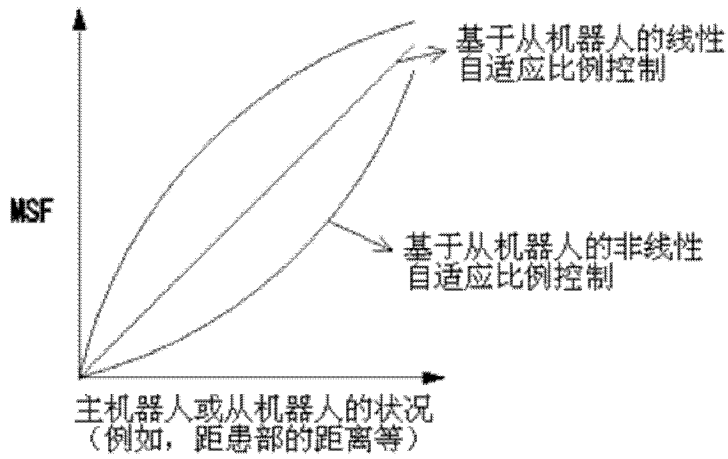 基于从机器人的线性
自适应比例控制
MSF
基于从机器人的非线性
自适应比例控制
主机器人或从机器人的状况
（例如，距患部的距离等）